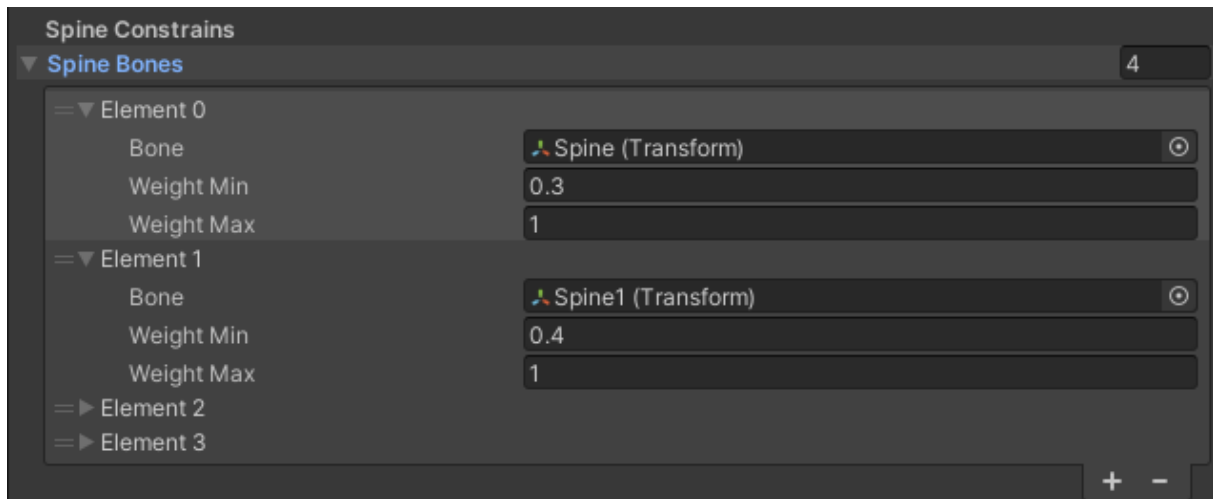 Spine Constrains
Spine Bones 4
Element 0
Bone Spine (Transform)
Weight Min 0.3
Weight Max 1
Element 1
Bone Spine1 (Transform)
Weight Min 0.4
Weight Max 1
Element 2
Element 3
+ −